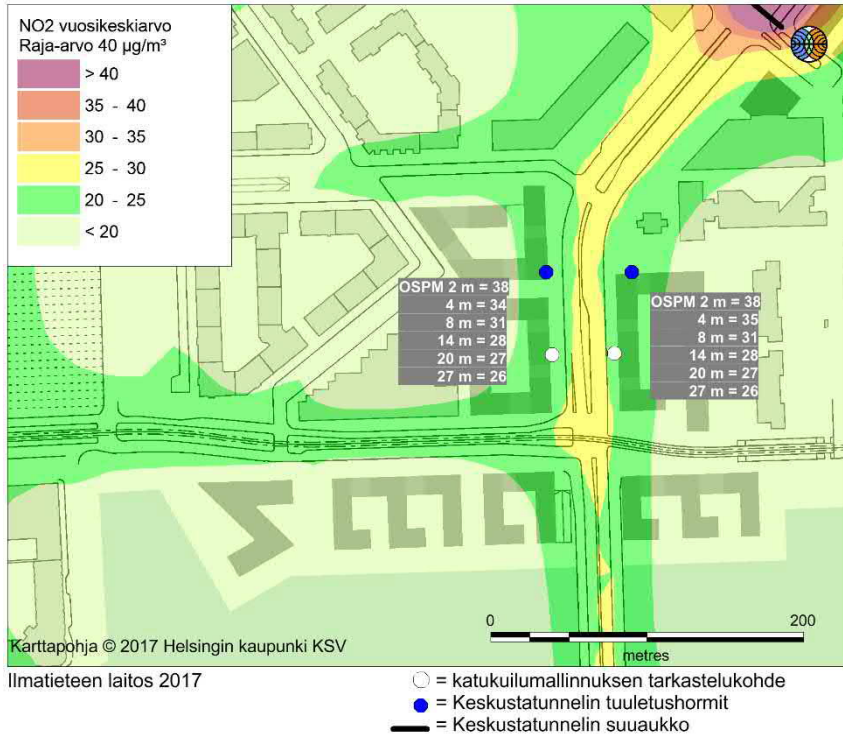 NO2 vuosikeskiarvo
Raja-arvo 40 µg/m³
> 40
35 - 40
30 - 35
25 - 30
20 - 25
< 20
OSPM 2 m = 38
4 m = 34
8 m = 31
14 m = 28
20 m = 27
27 m = 26
OSPM 2 m = 38
4 m = 35
8 m = 31
14 m = 28
20 m = 27
27 m = 26
0 200
metres
Karttapohja © 2017 Helsingin kaupunki KSV
Ilmatieteen laitos 2017
= katukuilumallinnuksen tarkastelukohde
= Keskustatunnelin tuuletushormit
= Keskustatunnelin suuaukko